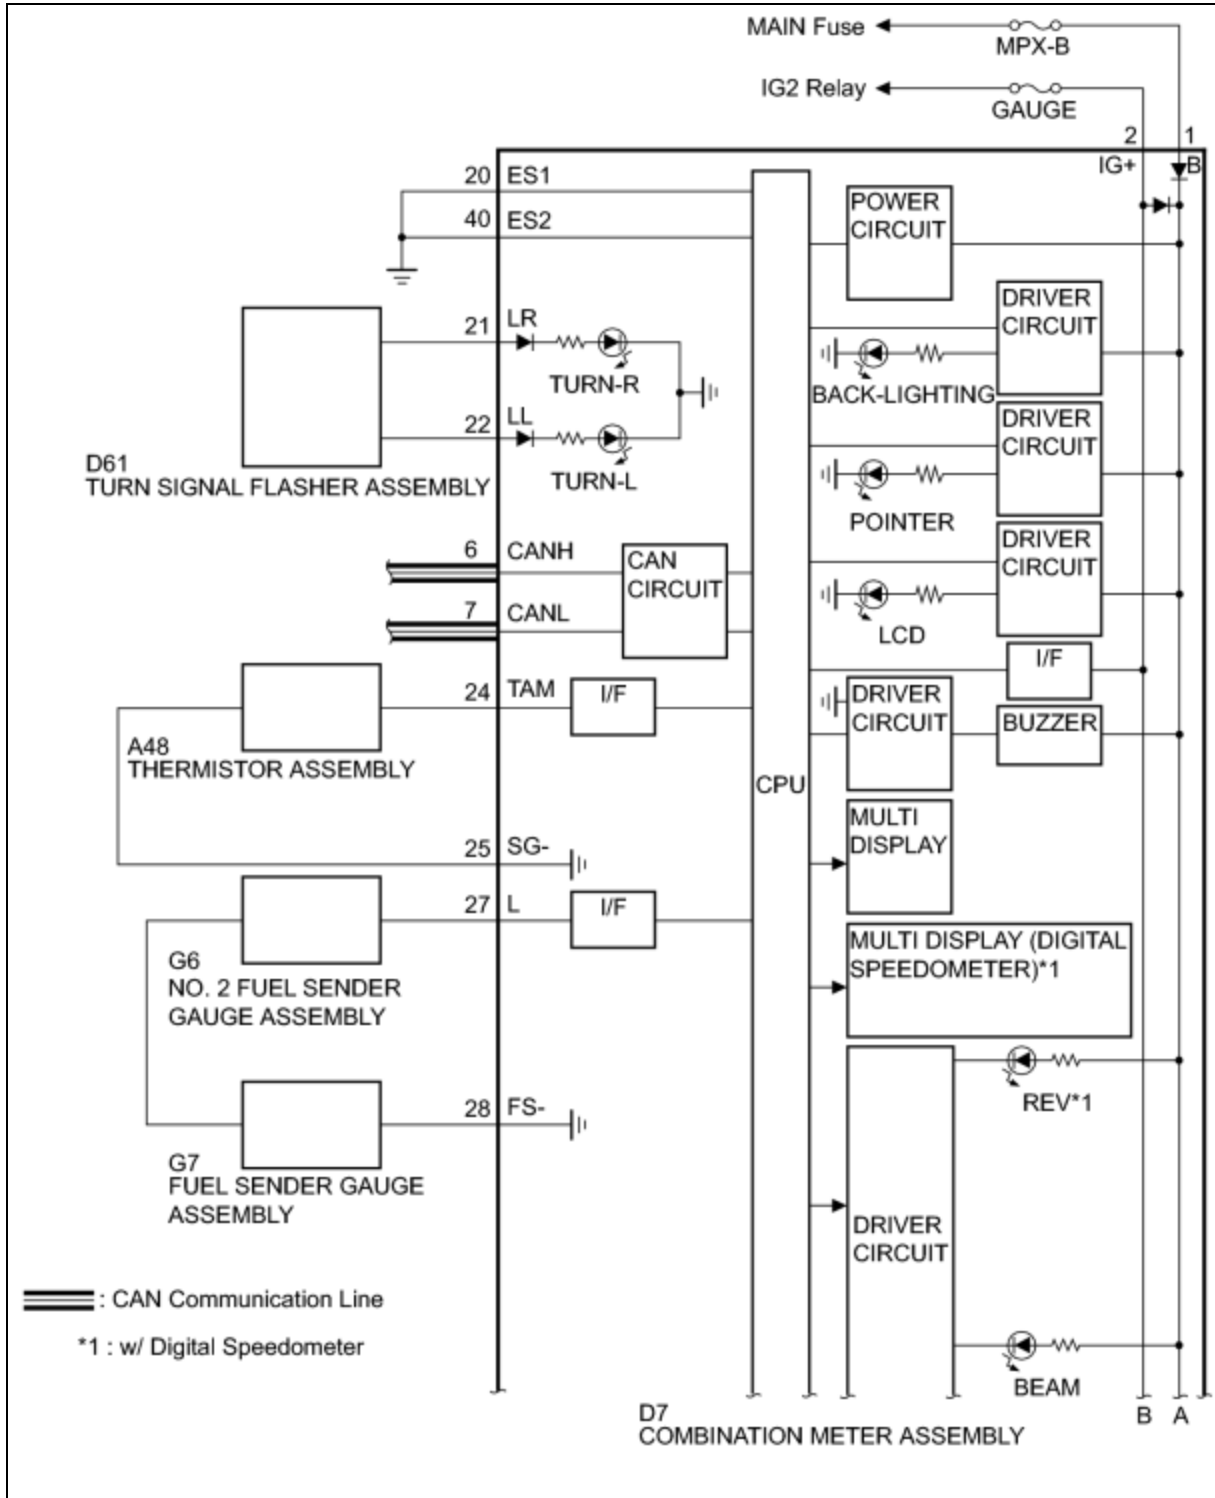 MAIN Fuse
MPX-B
IG2 Relay
GAUGE
2
1
IG+
B
20
ES1
40
ES2
POWER
CIRCUIT
DRIVER
CIRCUIT
21
LR
TURN-R
BACK-LIGHTING
22
LL
TURN-L
DRIVER
CIRCUIT
POINTER
D61
TURN SIGNAL FLASHER ASSEMBLY
6
CANH
CAN
CIRCUIT
7
CANL
DRIVER
CIRCUIT
LCD
I/F
24
TAM
I/F
DRIVER
CIRCUIT
BUZZER
A48
THERMISTOR ASSEMBLY
CPU
MULTI
DISPLAY
25
SG-
27
L
I/F
MULTI DISPLAY (DIGITAL
SPEEDOMETER)*1
G6
NO. 2 FUEL SENDER
GAUGE ASSEMBLY
REV*1
28
FS-
G7
FUEL SENDER GAUGE
ASSEMBLY
DRIVER
CIRCUIT
: CAN Communication Line
*1 : w/ Digital Speedometer
BEAM
B
A
D7
COMBINATION METER ASSEMBLY